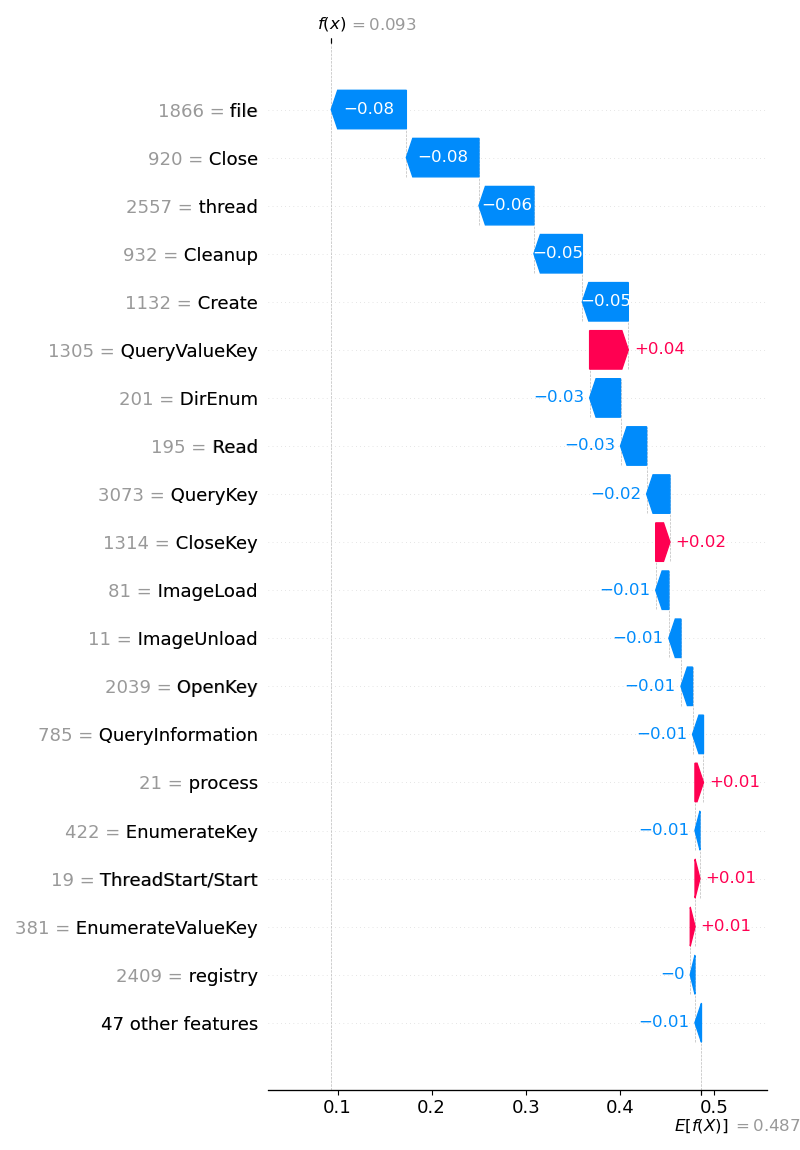 f(x) = 0.093
1866 = file −0.08
920 = Close −0.08
2557 = thread −0.06
932 = Cleanup −0.05
1132 = Create −0.05
1305 = QueryValueKey +0.04
201 = DirEnum −0.03
195 = Read −0.03
3073 = QueryKey −0.02
1314 = CloseKey +0.02
81 = ImageLoad −0.01
11 = ImageUnload −0.01
2039 = OpenKey −0.01
785 = QueryInformation −0.01
21 = process +0.01
422 = EnumerateKey −0.01
19 = ThreadStart/Start +0.01
381 = EnumerateValueKey +0.01
2409 = registry −0
47 other features −0.01
0.1 0.2 0.3 0.4 0.5
E[f(X)] = 0.487